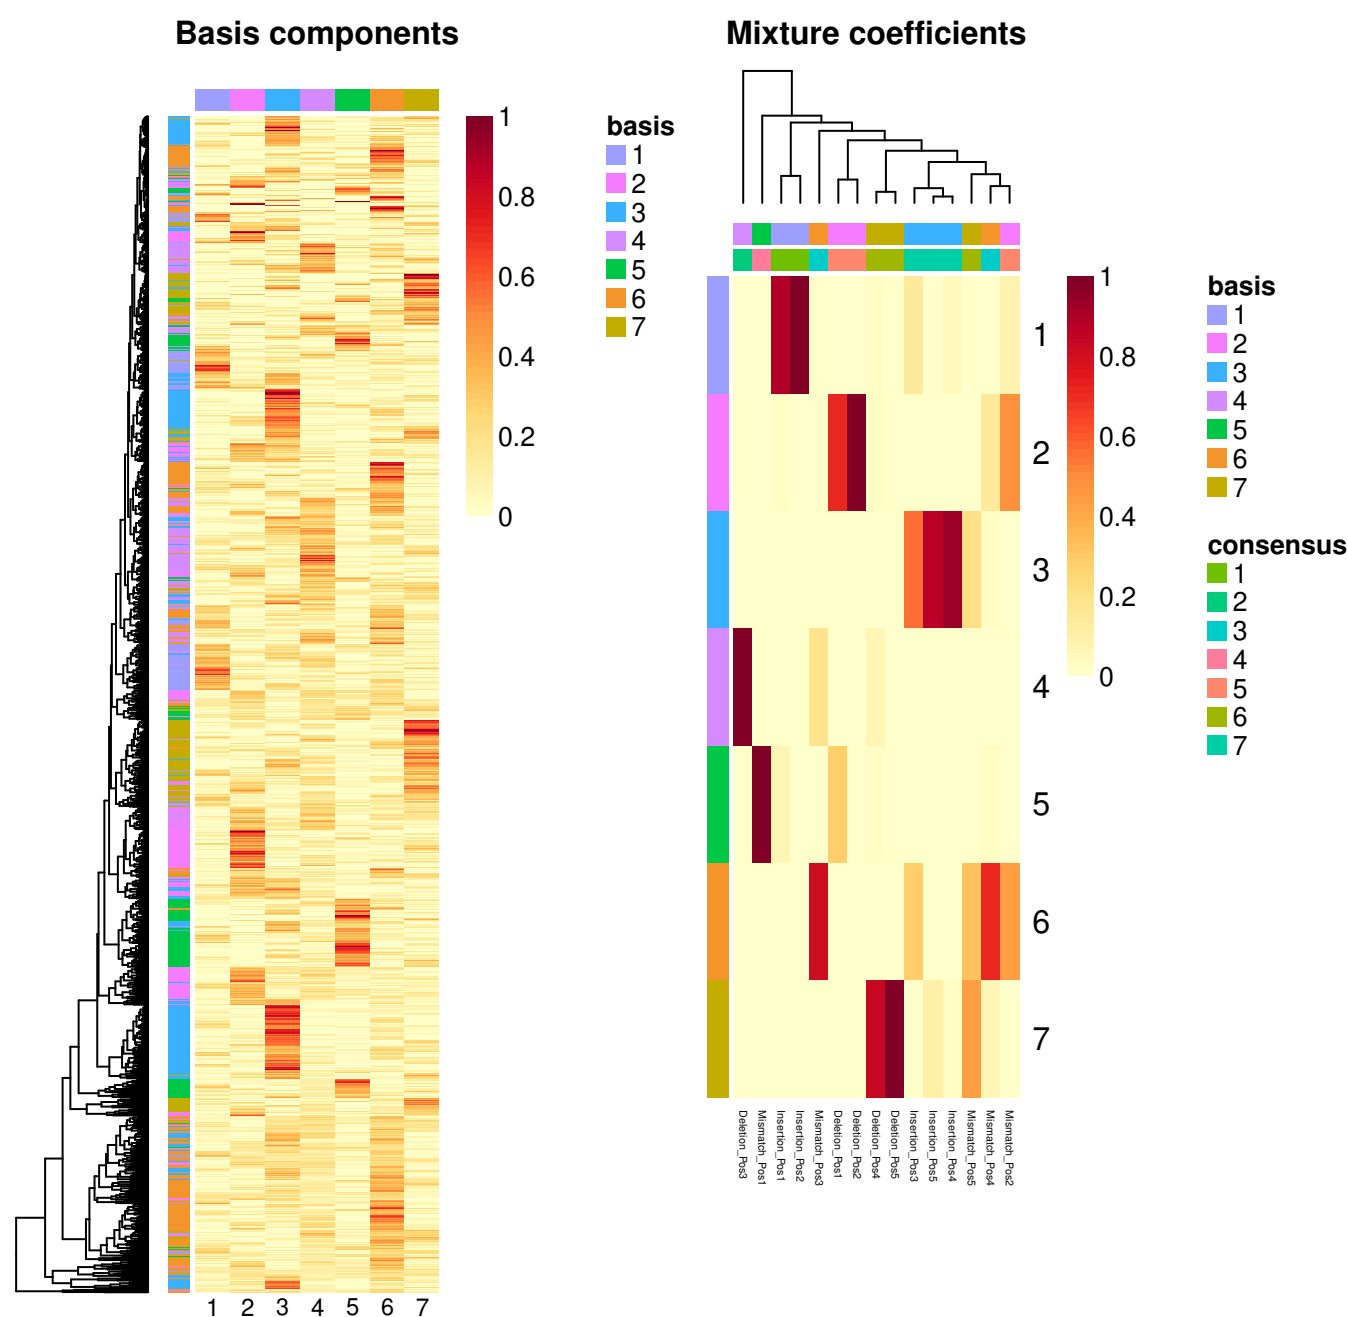 Basis components
Mixture coefficients
1
0.8
0.6
0.4
0.2
0
basis
1
2
3
4
5
6
7
1 2 3 4 5 6 7
1
2
3
4
5
6
7
1
0.8
0.6
0.4
0.2
0
basis
1
2
3
4
5
6
7
consensus
1
2
3
4
5
6
7
Deletion_Pos3
Mismatch_Pos1
Insertion_Pos1
Insertion_Pos2
Mismatch_Pos3
Deletion_Pos1
Deletion_Pos2
Deletion_Pos4
Deletion_Pos5
Insertion_Pos3
Insertion_Pos5
Insertion_Pos4
Mismatch_Pos5
Mismatch_Pos4
Mismatch_Pos2